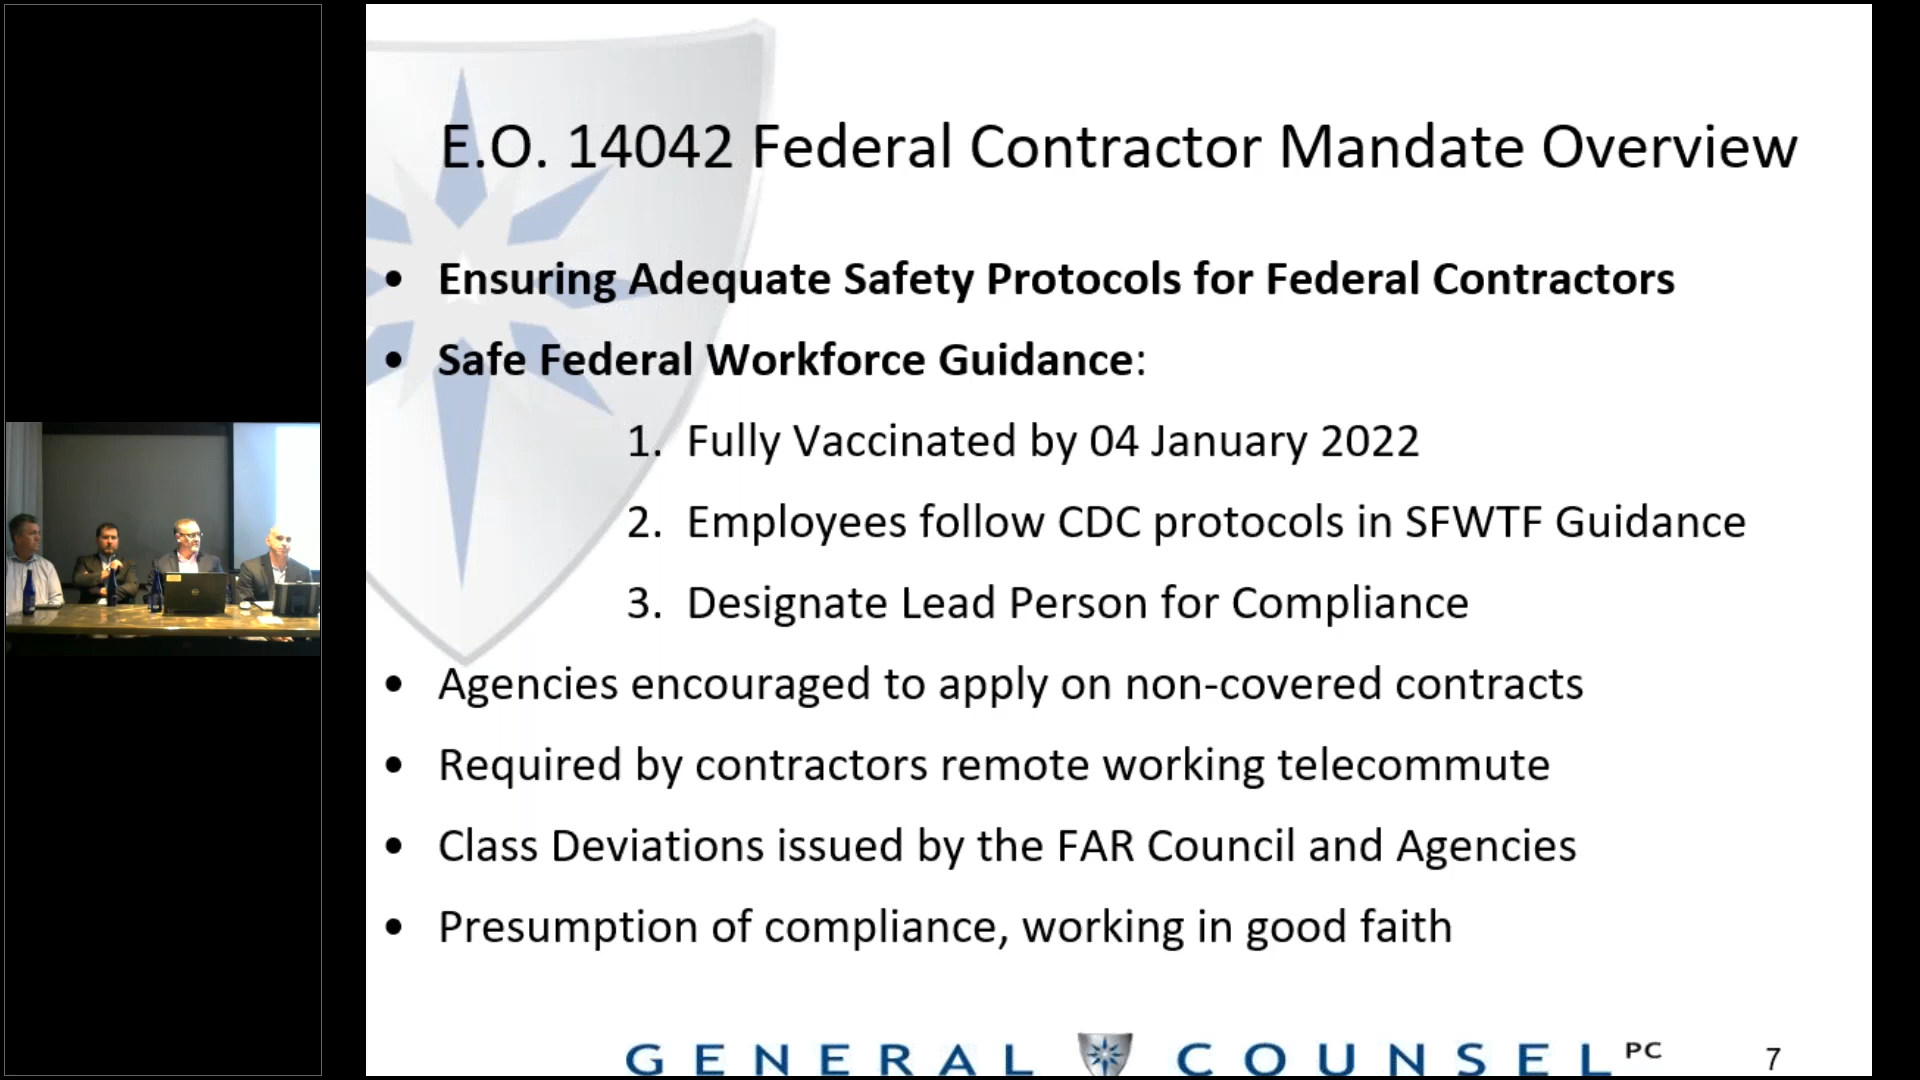 E.O. 14042 Federal Contractor Mandate Overview
• Ensuring Adequate Safety Protocols for Federal Contractors
• Safe Federal Workforce Guidance:
1. Fully Vaccinated by 04 January 2022
2. Employees follow CDC protocols in SFWTF Guidance
3. Designate Lead Person for Compliance
• Agencies encouraged to apply on non-covered contracts
• Required by contractors remote working telecommute
• Class Deviations issued by the FAR Council and Agencies
• Presumption of compliance, working in good faith
GENERAL COUNSEL PC
7